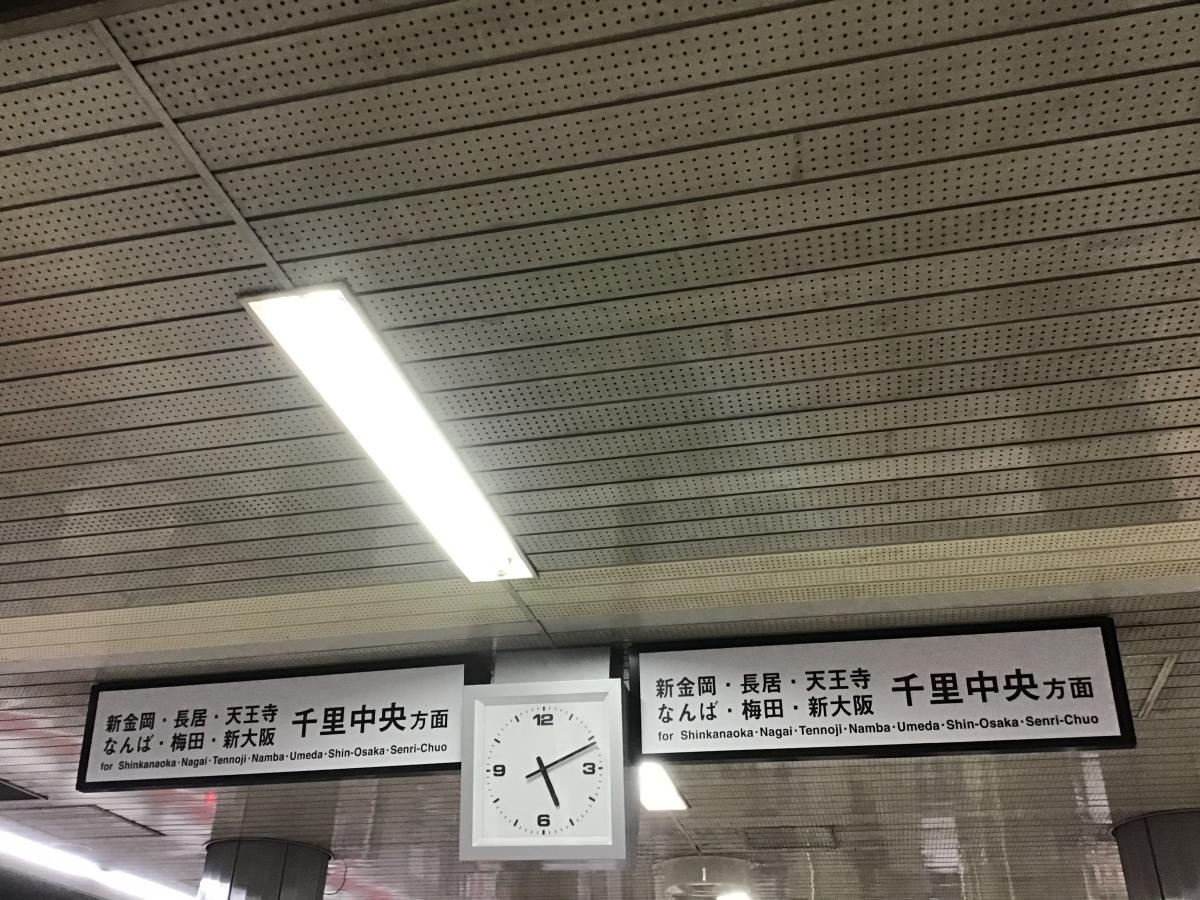 新金岡・長居・天王寺
なんば・梅田・新大阪
千里中央方面
for Shinkanaoka・Nagai・Tennoji・Namba・Umeda・Shin-Osaka・Senri-Chuo
12
3
6
9
新金岡・長居・天王寺
なんば・梅田・新大阪
千里中央方面
for Shinkanaoka・Nagai・Tennoji・Namba・Umeda・Shin-Osaka・Senri-Chuo